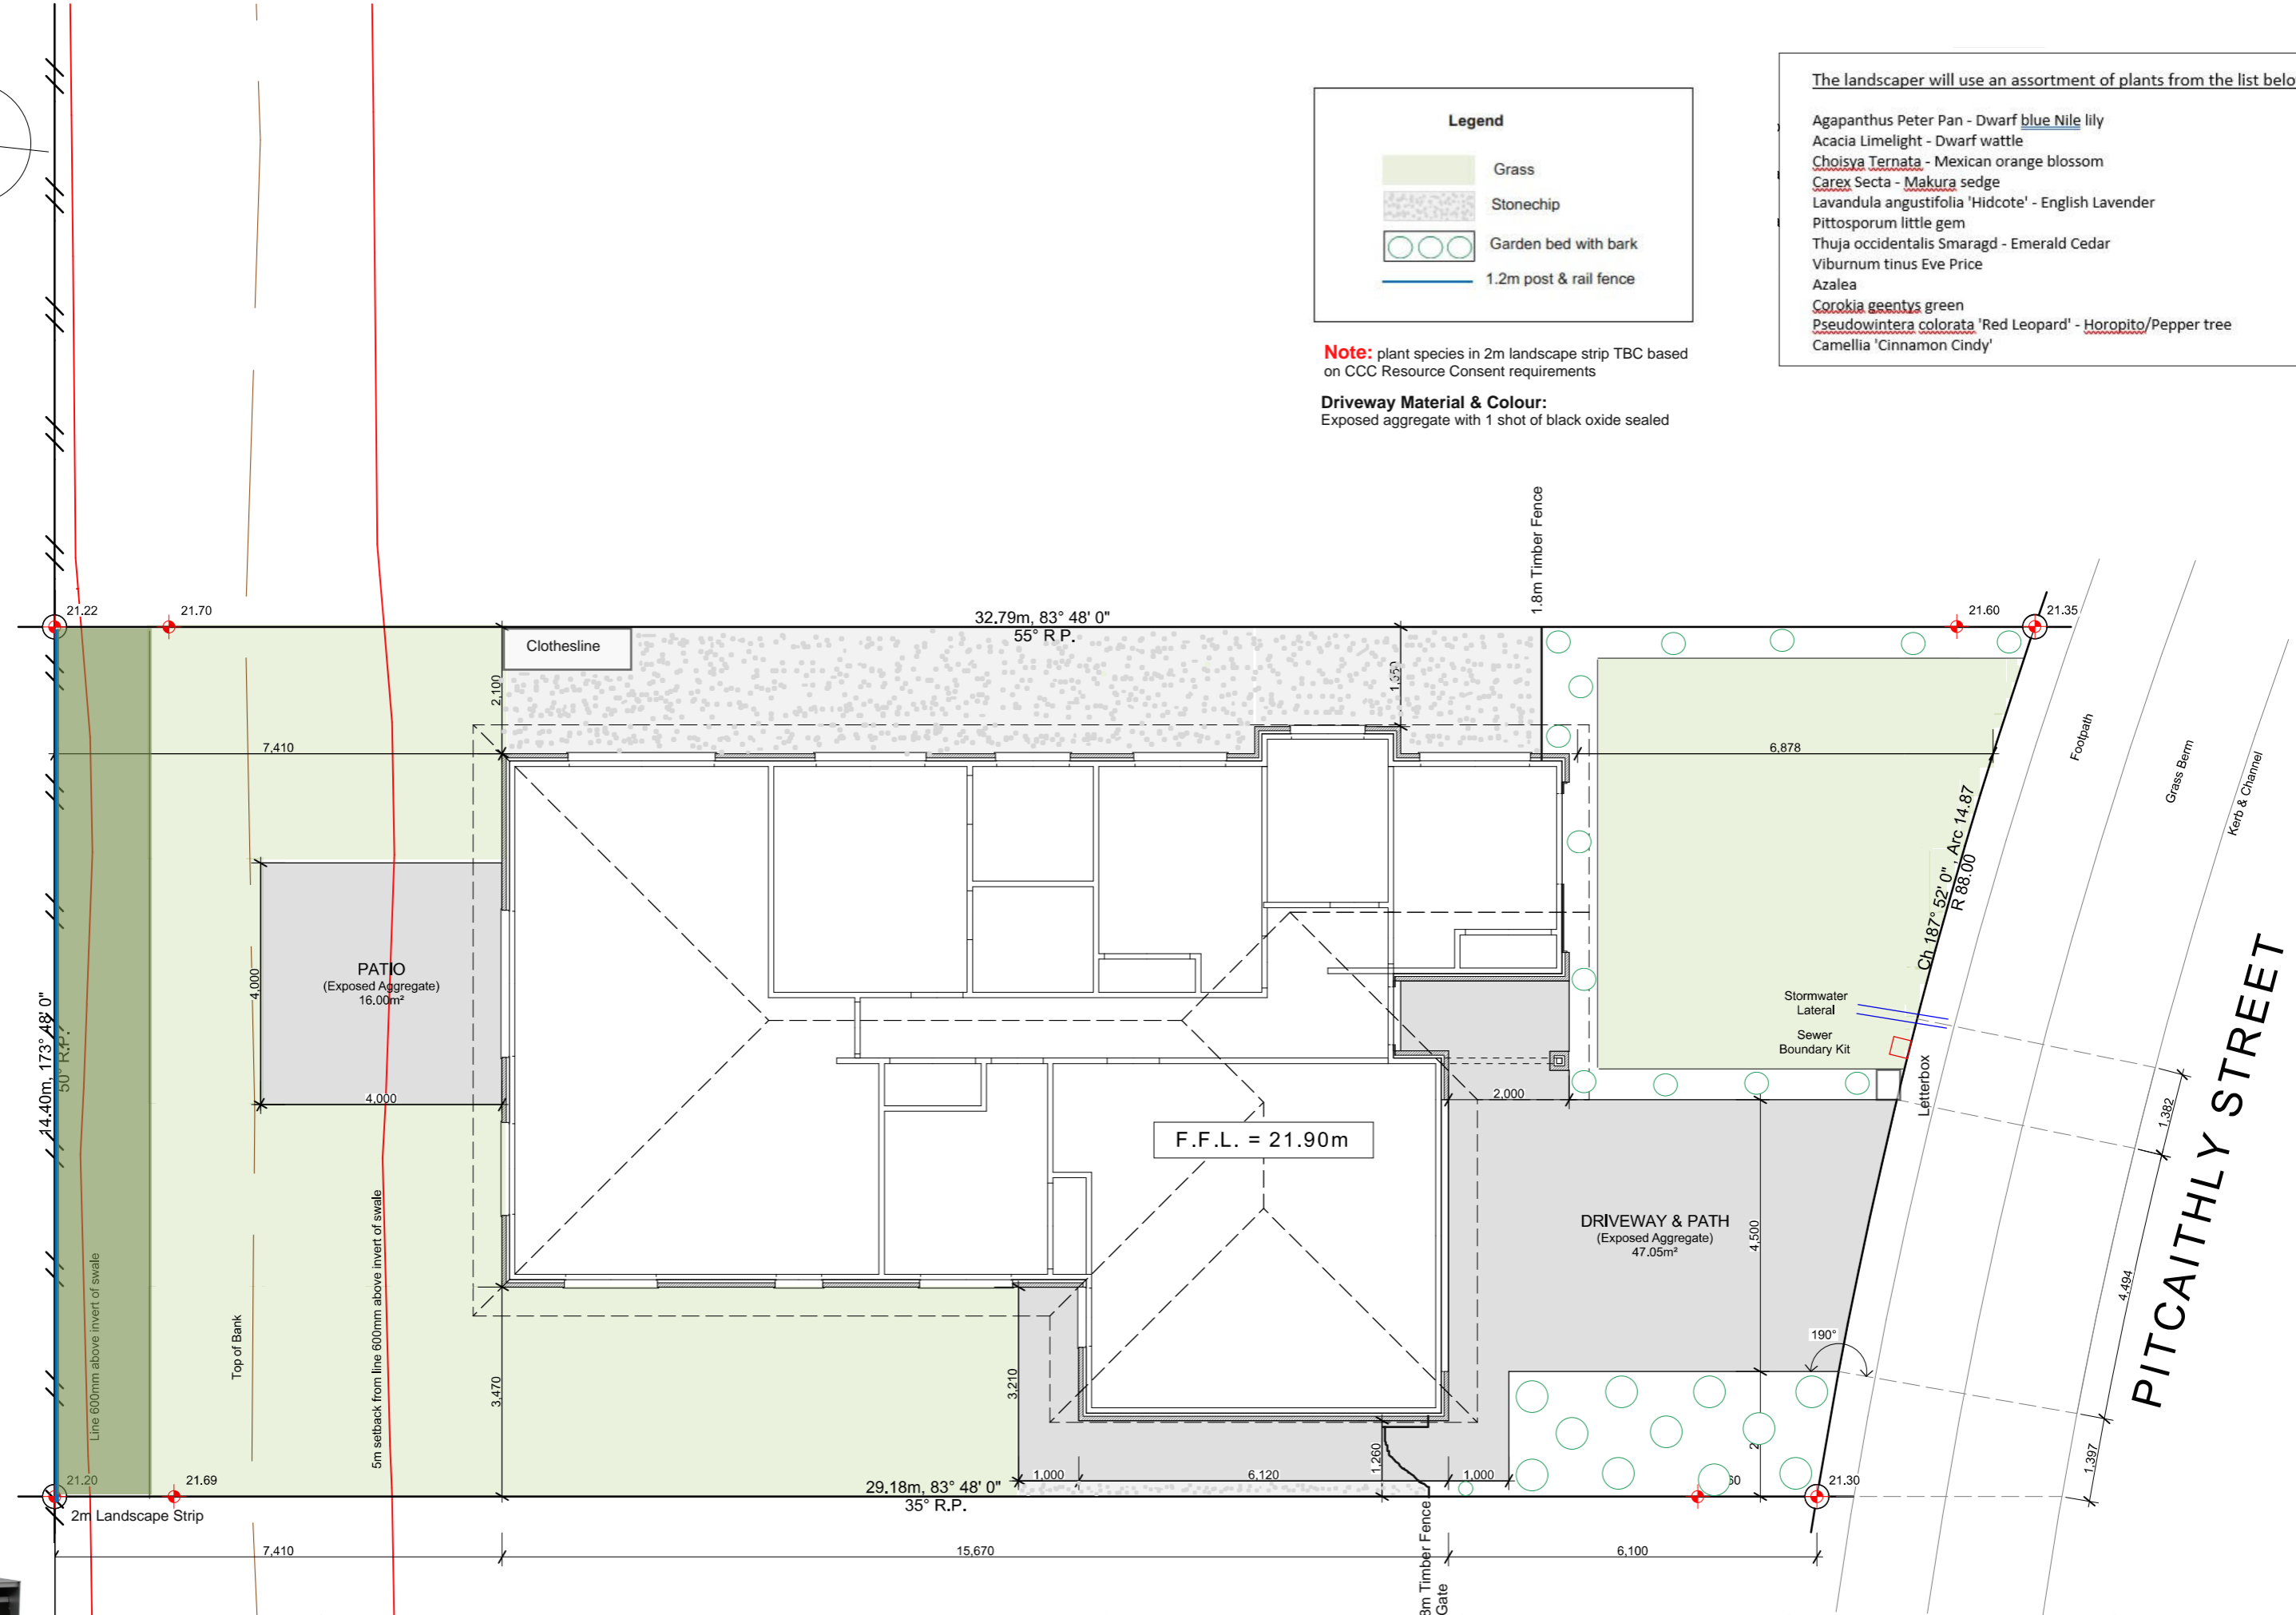 Legend
Grass
Stonechip
Garden bed with bark
1.2m post & rail fence
Note: plant species in 2m landscape strip TBC based
on CCC Resource Consent requirements
Driveway Material & Colour:
Exposed aggregate with 1 shot of black oxide sealed
The landscaper will use an assortment of plants from the list
Agapanthus Peter Pan - Dwarf blue Nile lily
Acacia Limelight - Dwarf wattle
Choisya Ternata - Mexican orange blossom
Carex Secta - Makura sedge
Lavandula angustifolia 'Hidcote' - English Lavender
Pittosporum little gem
Thuja occidentalis Smaragd - Emerald Cedar
Viburnum tinus Eve Price
Azalea
Corokia geentys green
Pseudowintera colorata 'Red Leopard' - Horopito/Pepper tree
Camellia 'Cinnamon Cindy'
1.8m Timber Fence
21.22
21.70
32.79m, 83° 48' 0"
55° R.P.
21.60
21.35
Clothesline
2,100
1,350
7,410
6,878
Footpath
Grass Berm
Kerb & Channel
Ch 187° 52' 0" , Arc 14.87
R 88.00
PATIO
(Exposed Aggregate)
16.00m²
4,000
4,000
14.40m, 173° 48' 0"
50° R.P.
Stormwater
Lateral
Sewer
Boundary Kit
Letterbox
PITCAITHLY STREET
1,382
2,000
F.F.L. = 21.90m
DRIVEWAY & PATH
(Exposed Aggregate)
47.05m²
4,500
4,494
190°
Line 600mm above invert of swale
Top of Bank
5m setback from line 600mm above invert of swale
3,470
3,210
1,260
1,000
6,120
1,000
1,397
21.20
21.69
29.18m, 83° 48' 0"
35° R.P.
21.30
2m Landscape Strip
Timber Fence
Gate
7,410
15,670
6,100